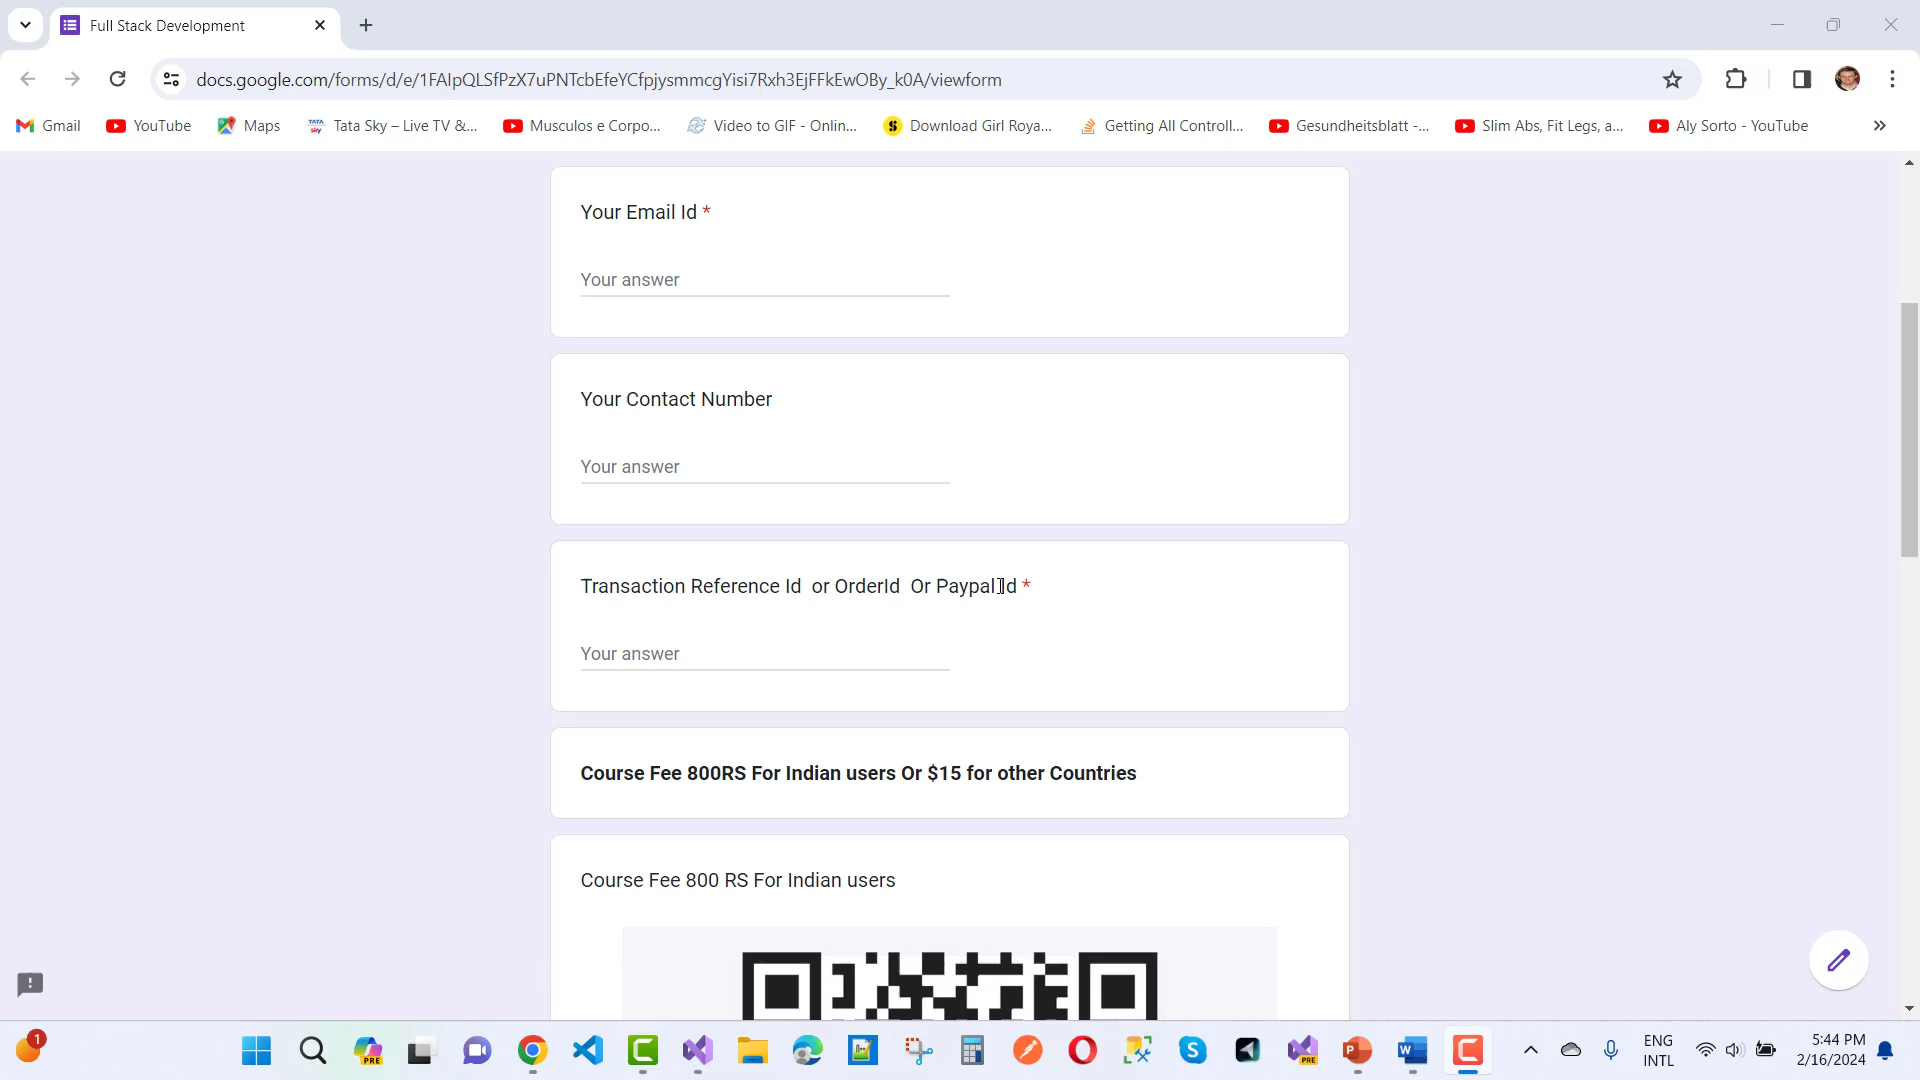 Full Stack Development
docs.google.com/forms/d/e/1FAIpQLSfPzX7uPNTcbEfeYCfpjysmmcgYisi7Rxh3EjFFkEwOBy_k0A/viewform
Gmail
YouTube
Maps
Tata Sky – Live TV &...
Musculos e Corpo...
Video to GIF - Onlin...
Download Girl Roya...
Getting All Controll...
Gesundheitsblatt -...
Slim Abs, Fit Legs, a...
Aly Sorto - YouTube
Your Email Id *
Your answer
Your Contact Number
Your answer
Transaction Reference Id or OrderId Or Paypal Id *
Your answer
Course Fee 800RS For Indian users Or $15 for other Countries
Course Fee 800 RS For Indian users
1
ENG
INTL
5:44 PM
2/16/2024